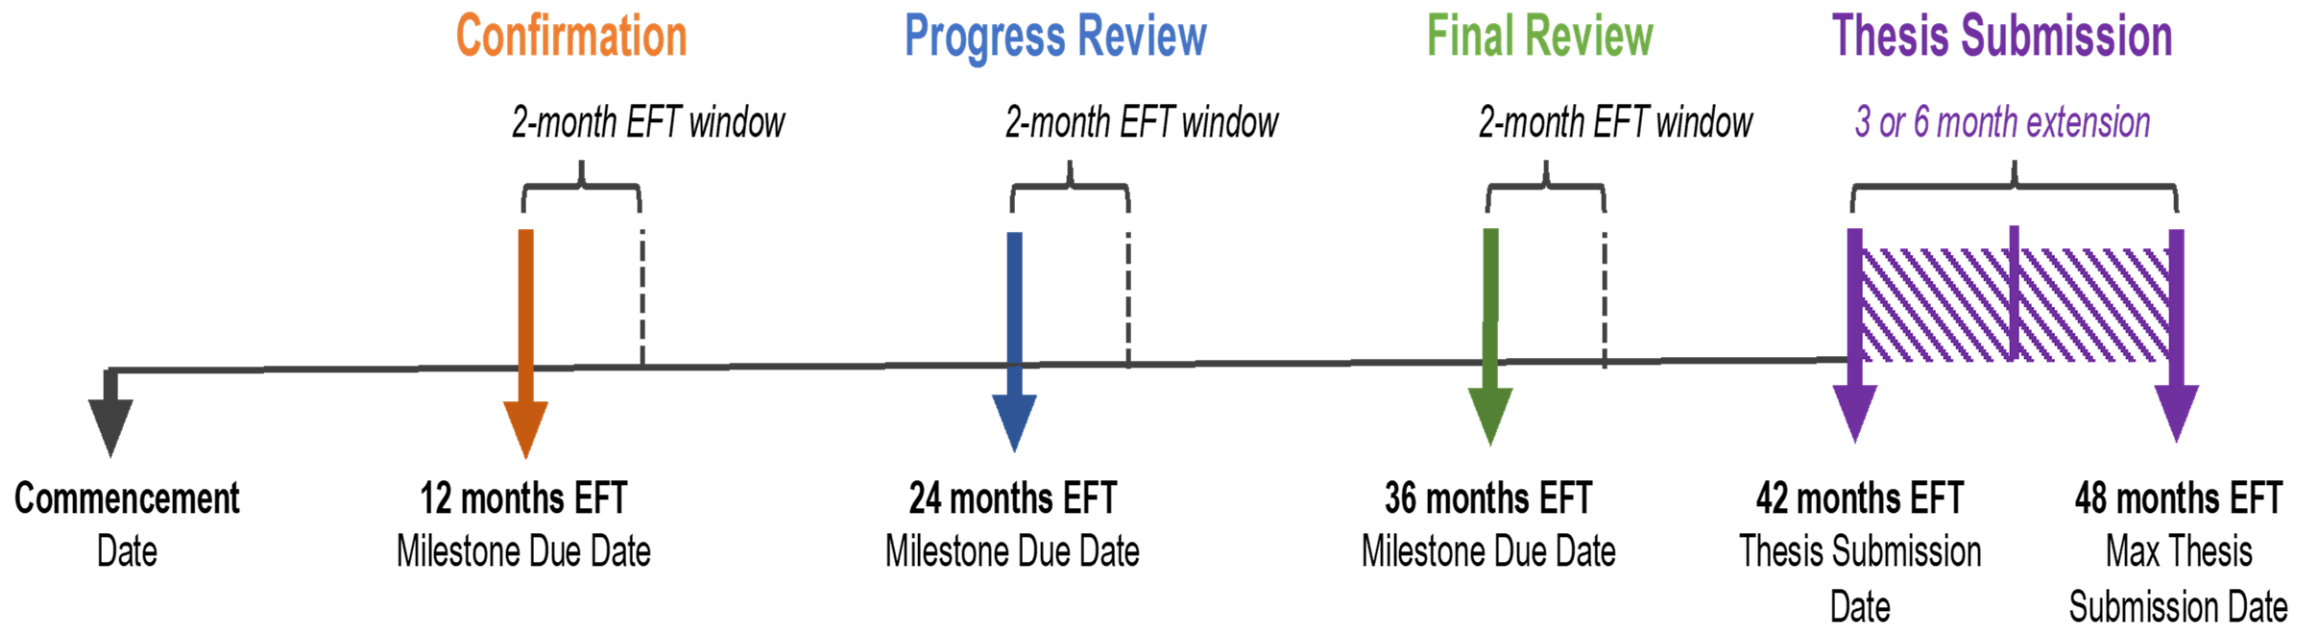 Confirmation
Progress Review
Final Review
Thesis Submission
2-month EFT window
2-month EFT window
2-month EFT window
3 or 6 month extension
Commencement
Date
12 months EFT
Milestone Due Date
24 months EFT
Milestone Due Date
36 months EFT
Milestone Due Date
42 months EFT
Thesis Submission
Date
48 months EFT
Max Thesis
Submission Date